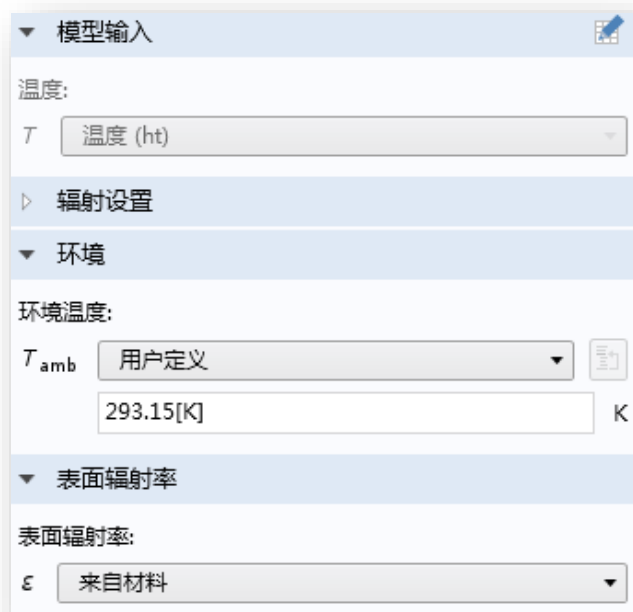 模型输入
温度:
T 温度 (ht)
辐射设置
环境
环境温度:
Tamb 用户定义
293.15[K] K
表面辐射率
表面辐射率:
ε 来自材料